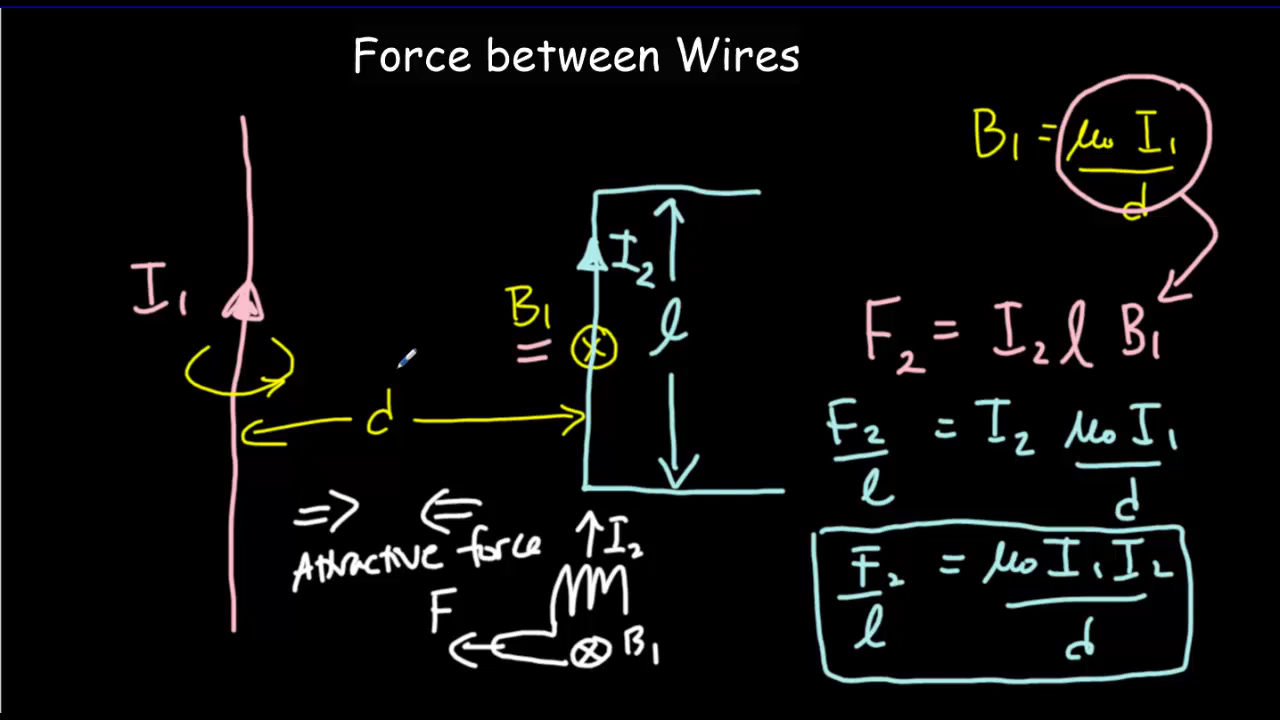 Force between Wires
B₁ = μ₀ I₁
d
I₁
I₂
B₁
l
d
F₂ = I₂ l B₁
F₂ = I₂ μ₀ I₁
l d
F₂ = μ₀ I₁ I₂
l d
Attractive force
I₂
F
B₁